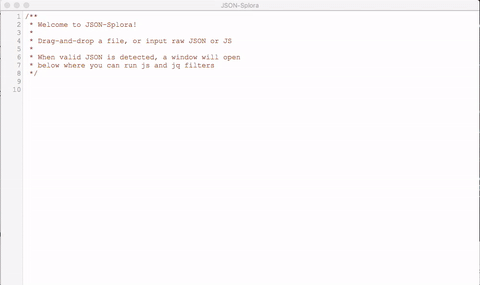 JSON-Splora
1 /**
2 * Welcome to JSON-Splora!
3 *
4 * Drag-and-drop a file, or input raw JSON or JS
5 *
6 * When valid JSON is detected, a window will open
7 * below where you can run js and jq filters
8 */
9
10